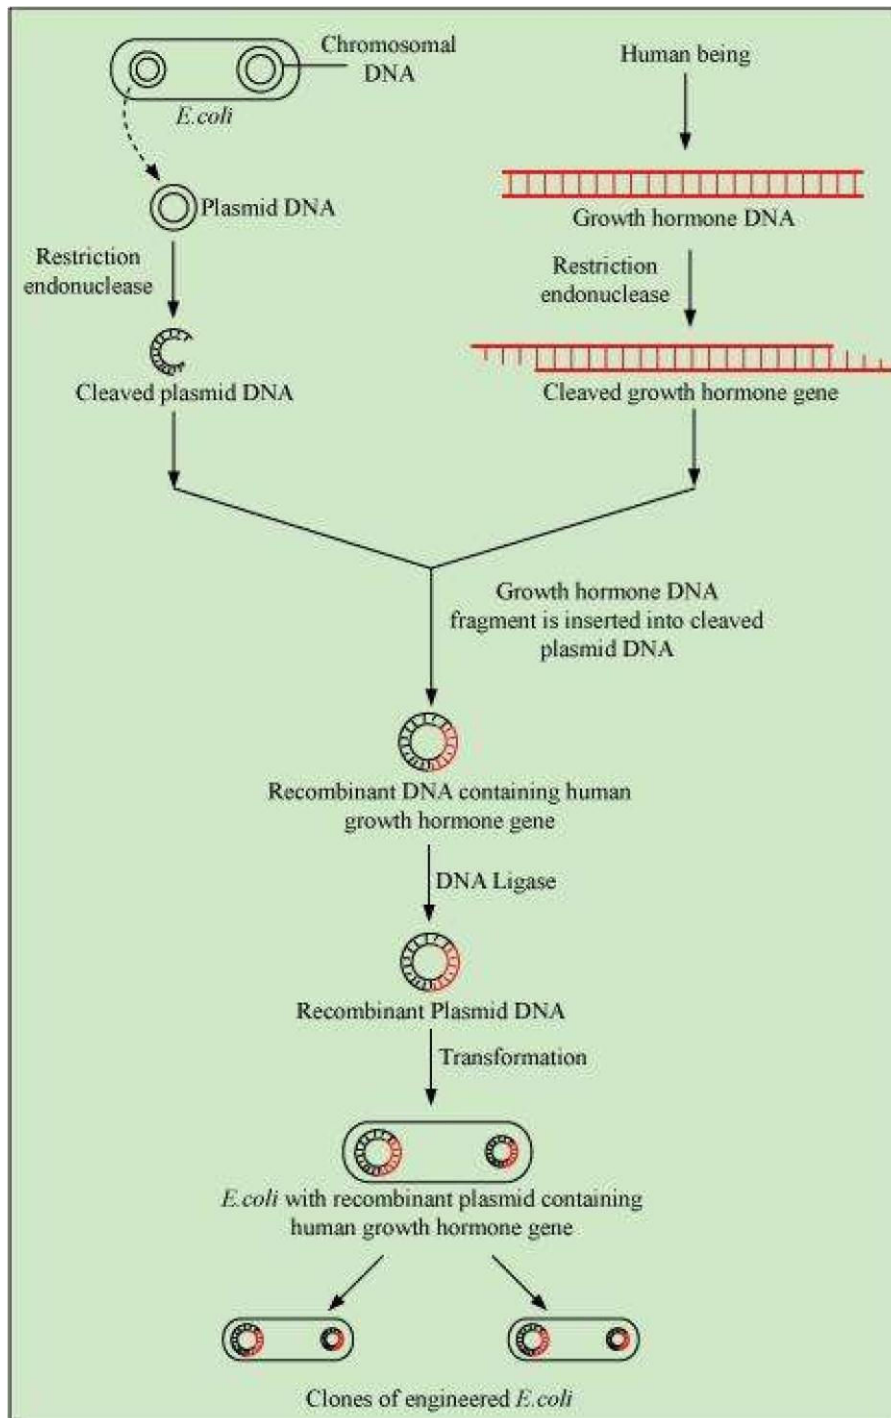 Chromosomal
DNA
E.coli
Plasmid DNA
Restriction
endonuclease
Cleaved plasmid DNA
Human being
Growth hormone DNA
Restriction
endonuclease
Cleaved growth hormone gene
Growth hormone DNA
fragment is inserted into cleaved
plasmid DNA
Recombinant DNA containing human
growth hormone gene
DNA Ligase
Recombinant Plasmid DNA
Transformation
E.coli with recombinant plasmid containing
human growth hormone gene
Clones of engineered E.coli